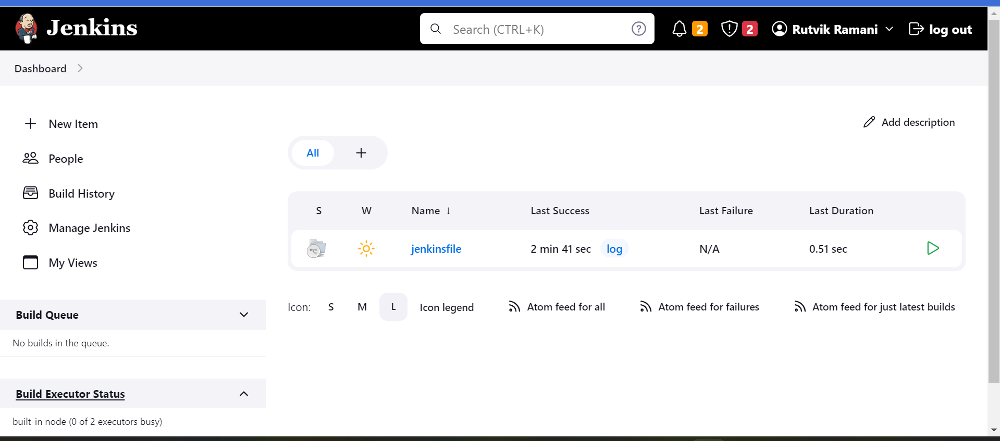 Jenkins
Search (CTRL+K)
2
2
Rutvik Ramani
log out
Dashboard
New Item
People
Build History
Manage Jenkins
My Views
Build Queue
No builds in the queue.
Build Executor Status
built-in node (0 of 2 executors busy)
Add description
All
S W Name ↓ Last Success Last Failure Last Duration
jenkinsfile 2 min 41 sec log N/A 0.51 sec
Icon: S M L Icon legend Atom feed for all Atom feed for failures Atom feed for just latest builds